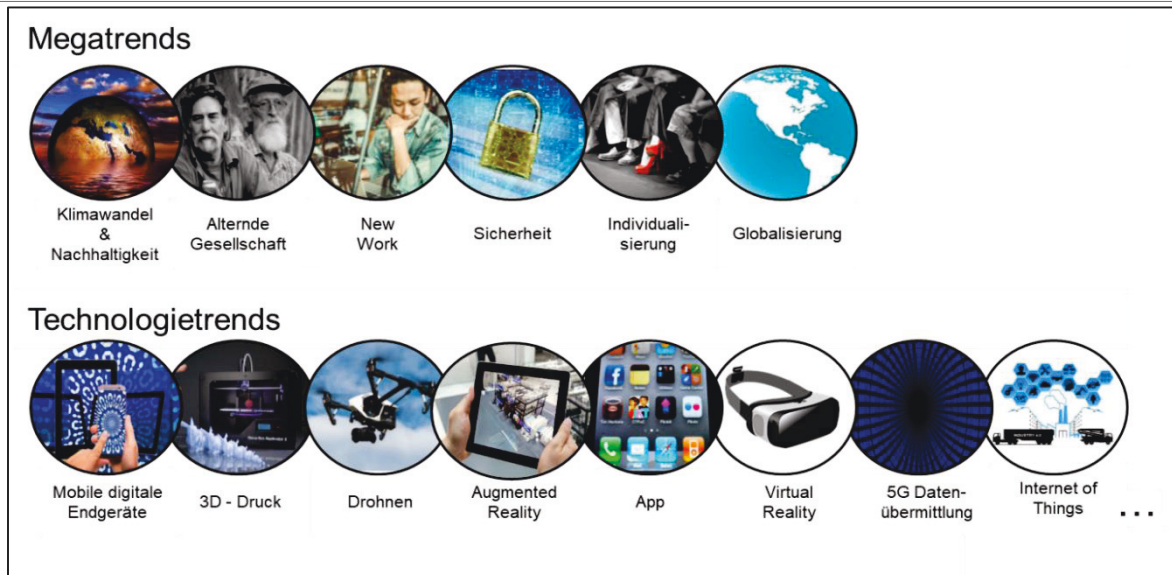 Megatrends
Klimawandel
&
Nachhaltigkeit
Alternde
Gesellschaft
New
Work
Sicherheit
Individuali-
sierung
Globalisierung
Technologietrends
Mobile digitale
Endgeräte
3D - Druck
Drohnen
Augmented
Reality
App
Virtual
Reality
5G Daten-
übermittlung
Internet of
Things
...